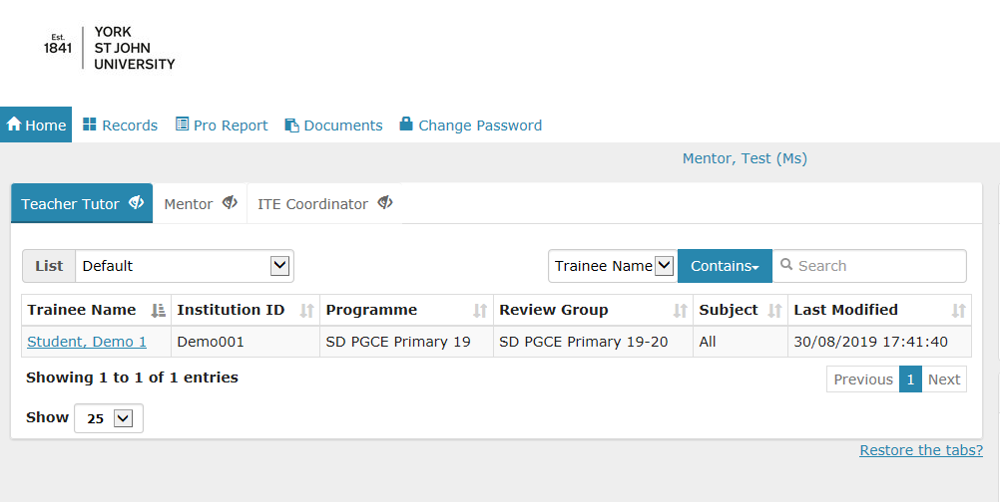 Est.
1841
YORK
ST JOHN
UNIVERSITY
Home Records Pro Report Documents Change Password
Mentor, Test (Ms)
Teacher Tutor Mentor ITE Coordinator
List Default Trainee Name Contains Search
Trainee Name Institution ID Programme Review Group Subject Last Modified
Student, Demo 1 Demo001 SD PGCE Primary 19 SD PGCE Primary 19-20 All 30/08/2019 17:41:40
Showing 1 to 1 of 1 entries Previous 1 Next
Show 25
Restore the tabs?